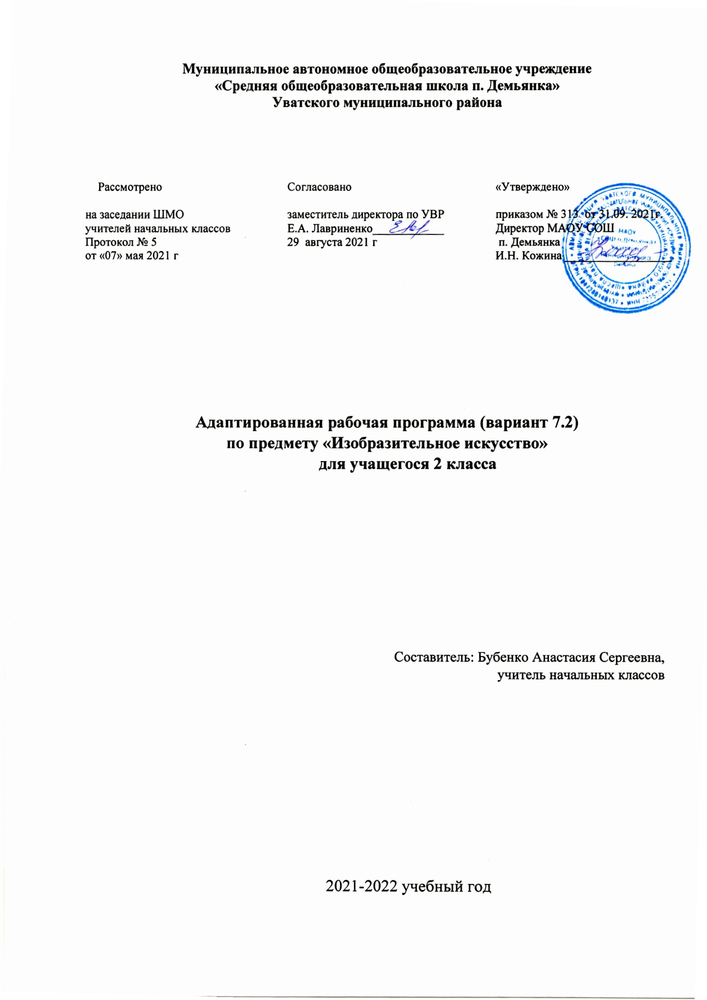 Муниципальное автономное общеобразовательное учреждение
«Средняя общеобразовательная школа п. Демьянка»
Уватского муниципального района
Рассмотрено
на заседании ШМО
учителей начальных классов
Протокол № 5
от «07» мая 2021 г
Согласовано
заместитель директора по УВР
Е.А. Лавриненко____________
29 августа 2021 г
«Утверждено»
приказом № 313 от 31.09. 2021г.
Директор МАОУ СОШ
п. Демьянка
И.Н. Кожина
МАОУ
Адаптированная рабочая программа (вариант 7.2)
по предмету «Изобразительное искусство»
для учащегося 2 класса
Составитель: Бубенко Анастасия Сергеевна,
учитель начальных классов
2021-2022 учебный год